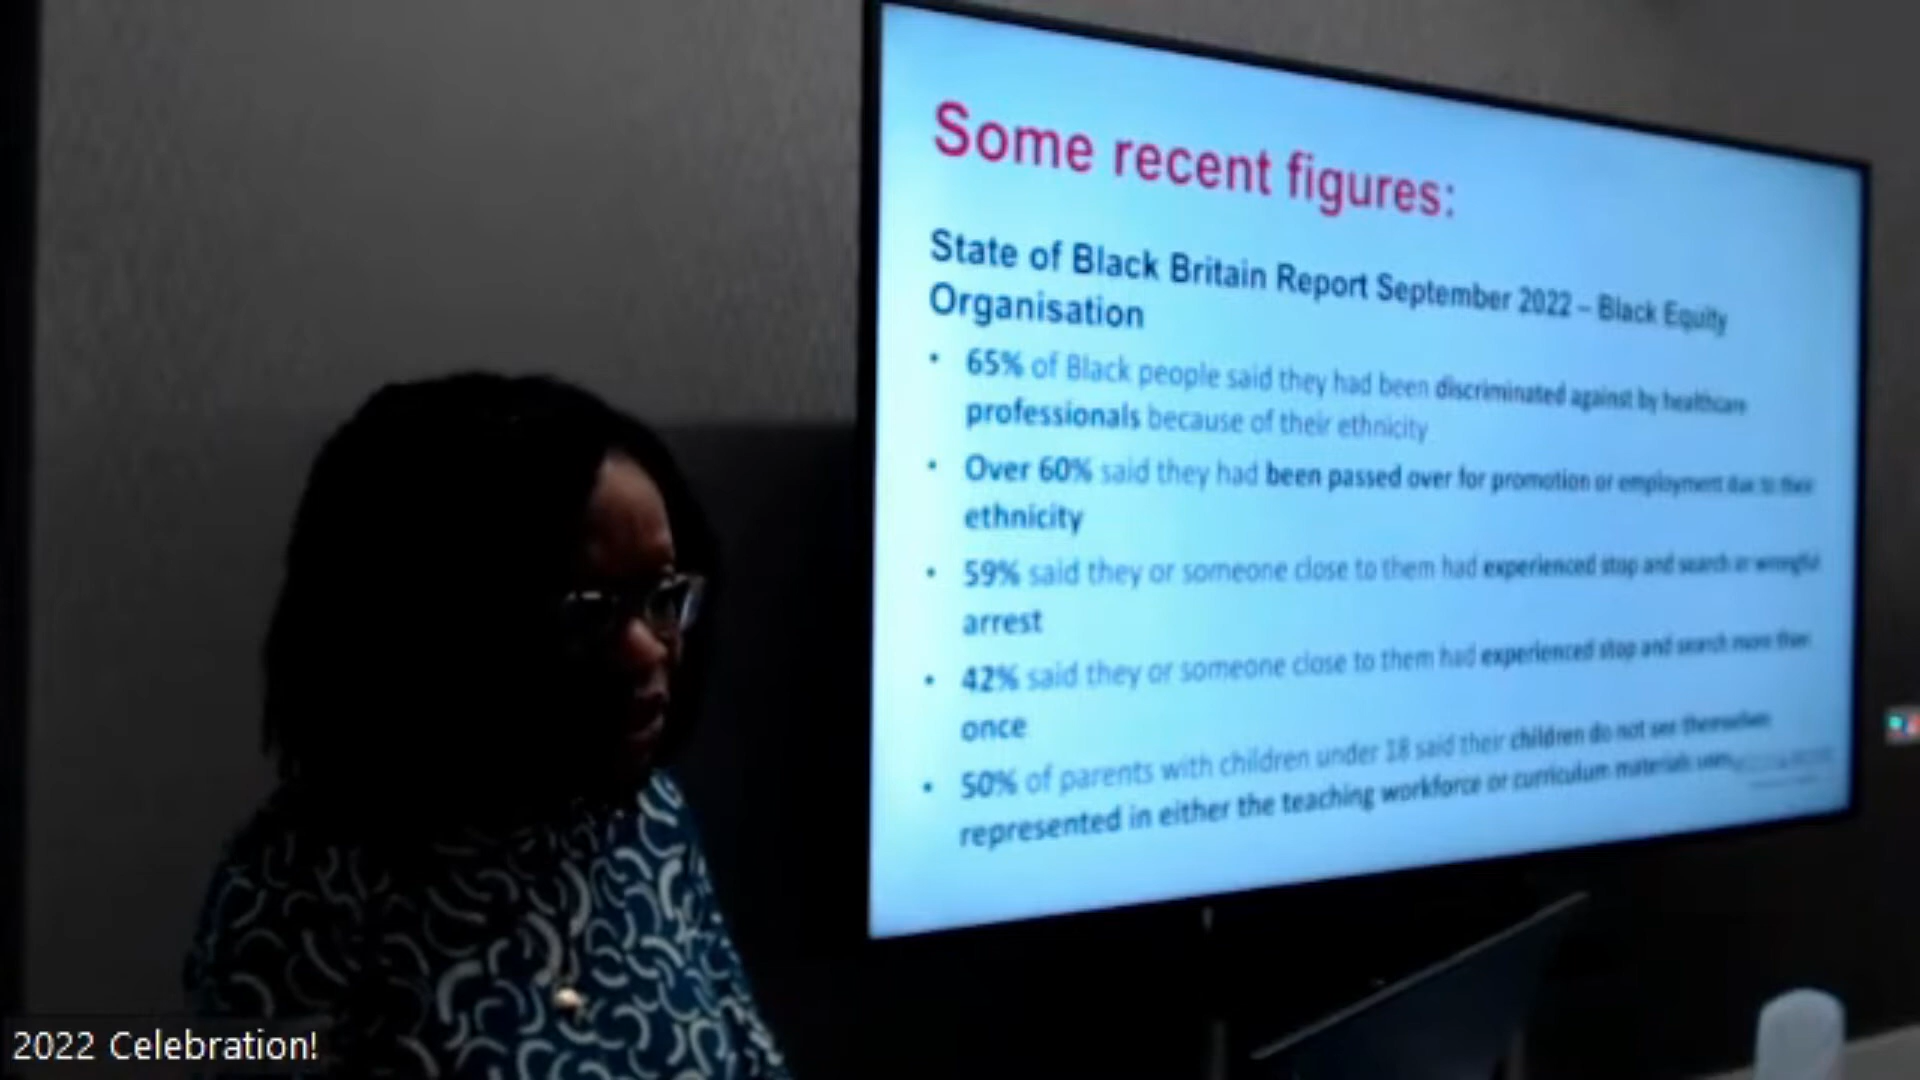 Some recent figures:
State of Black Britain Report September 2022 – Black Equity
Organisation
• 65% of Black people said they had been discriminated against by healthcare
professionals because of their ethnicity
• Over 60% said they had been passed over for promotion or employment due to their
ethnicity
• 59% said they or someone close to them had experienced stop and search or wrongful
arrest
• 42% said they or someone close to them had experienced stop and search more than
once
• 50% of parents with children under 18 said their children do not see themselves
represented in either the teaching workforce or curriculum materials
2022 Celebration!